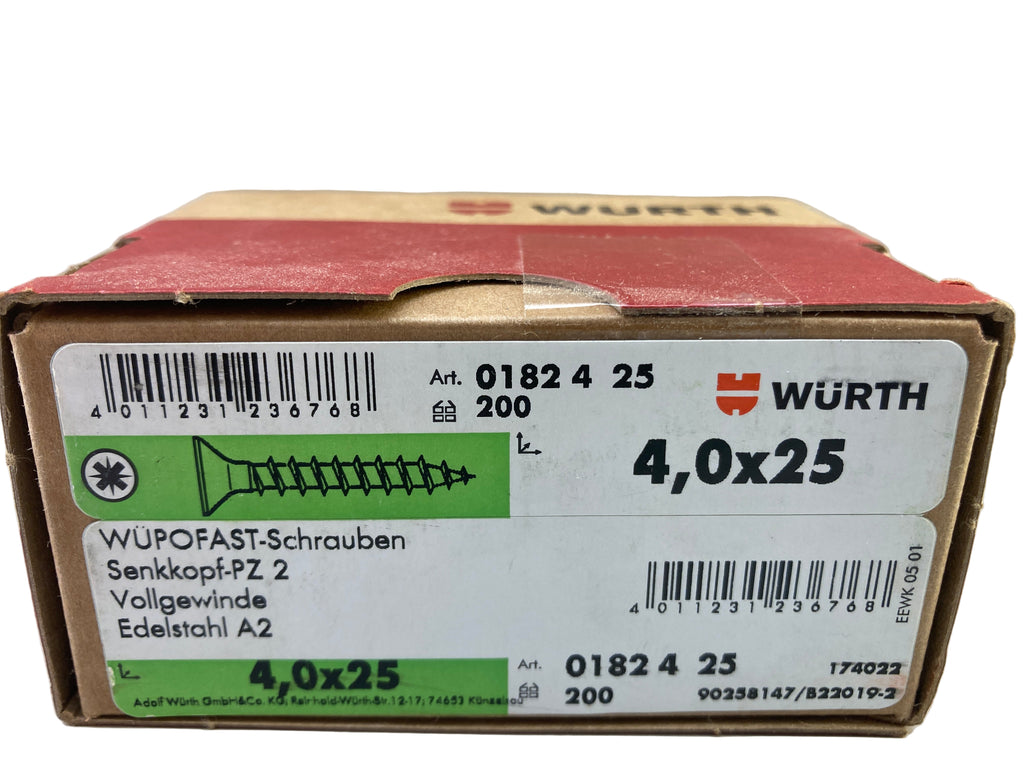 WÜRTH
4 011231 236768
Art. 0182 4 25
200
WÜRTH
4,0x25
WÜPOFAST-Schrauben
Senkkopf-PZ 2
Vollgewinde
Edelstahl A2
4 011231 236768
EEWK 05 01
4,0x25
Art. 0182 4 25
200
174022
90258147/B22019-2
Adolf Würth GmbH&Co. KG; Reinhold-Würth-Str.12-17; 74653 Künzelsau